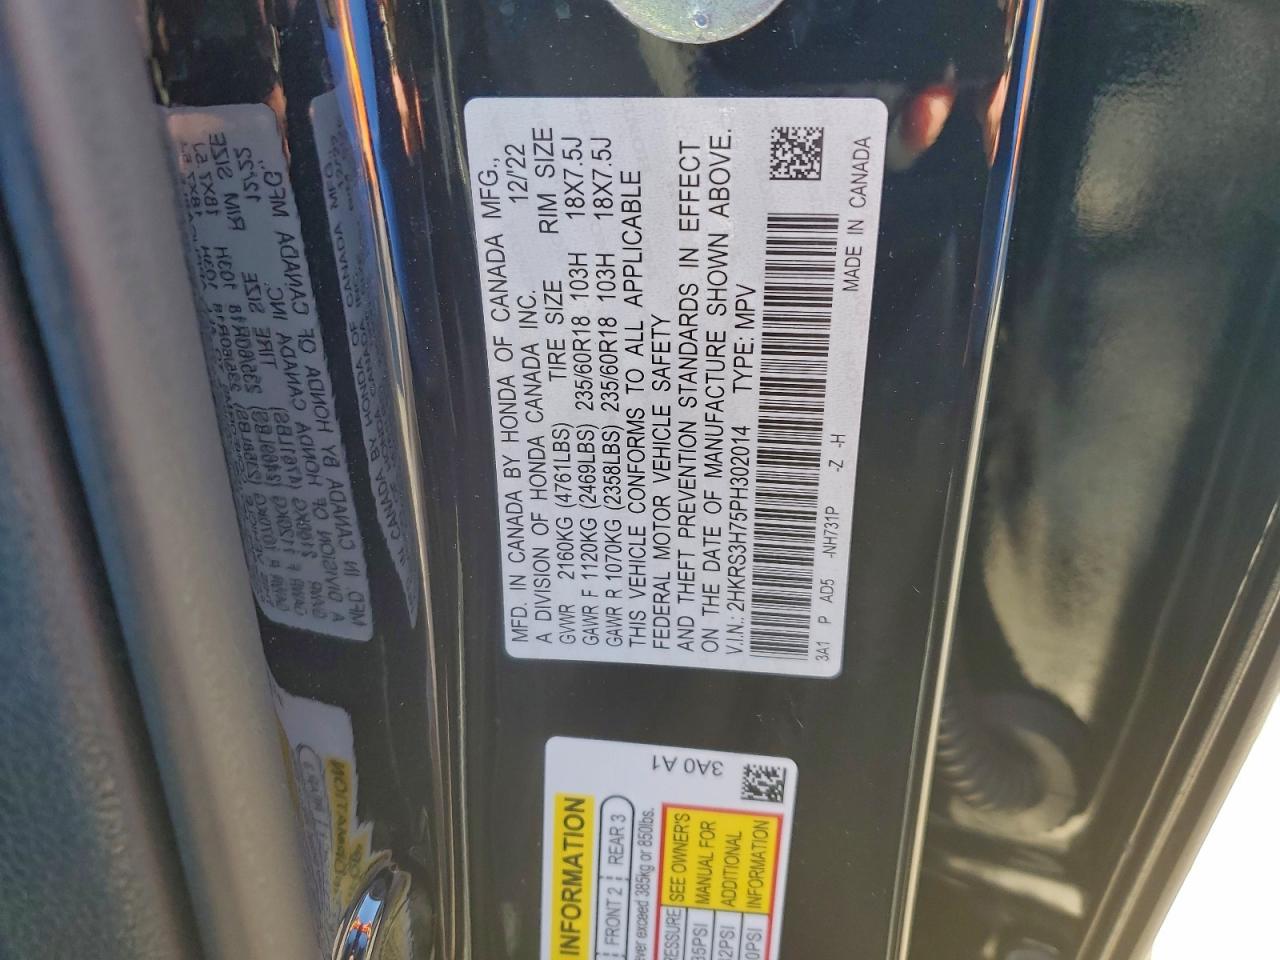 MFD. IN CANADA BY HONDA OF CANADA MFG.,
A DIVISION OF HONDA CANADA INC. 12/'22
GVWR 2160KG (4761LBS) TIRE SIZE RIM SIZE
GAWR F 1120KG (2469LBS) 235/60R18 103H 18X7.5J
GAWR R 1070KG (2358LBS) 235/60R18 103H 18X7.5J
THIS VEHICLE CONFORMS TO ALL APPLICABLE
FEDERAL MOTOR VEHICLE SAFETY
AND THEFT PREVENTION STANDARDS IN EFFECT
ON THE DATE OF MANUFACTURE SHOWN ABOVE.
V.I.N.: 2HKRS3H75PH302014 TYPE: MPV
3A1 P AD5 -NH731P -Z -H
MADE IN CANADA
3A0 A1
INFORMATION
FRONT 2 REAR 3
exceed 385kg or 850lbs.
SEE OWNER'S
MANUAL FOR
ADDITIONAL
INFORMATION